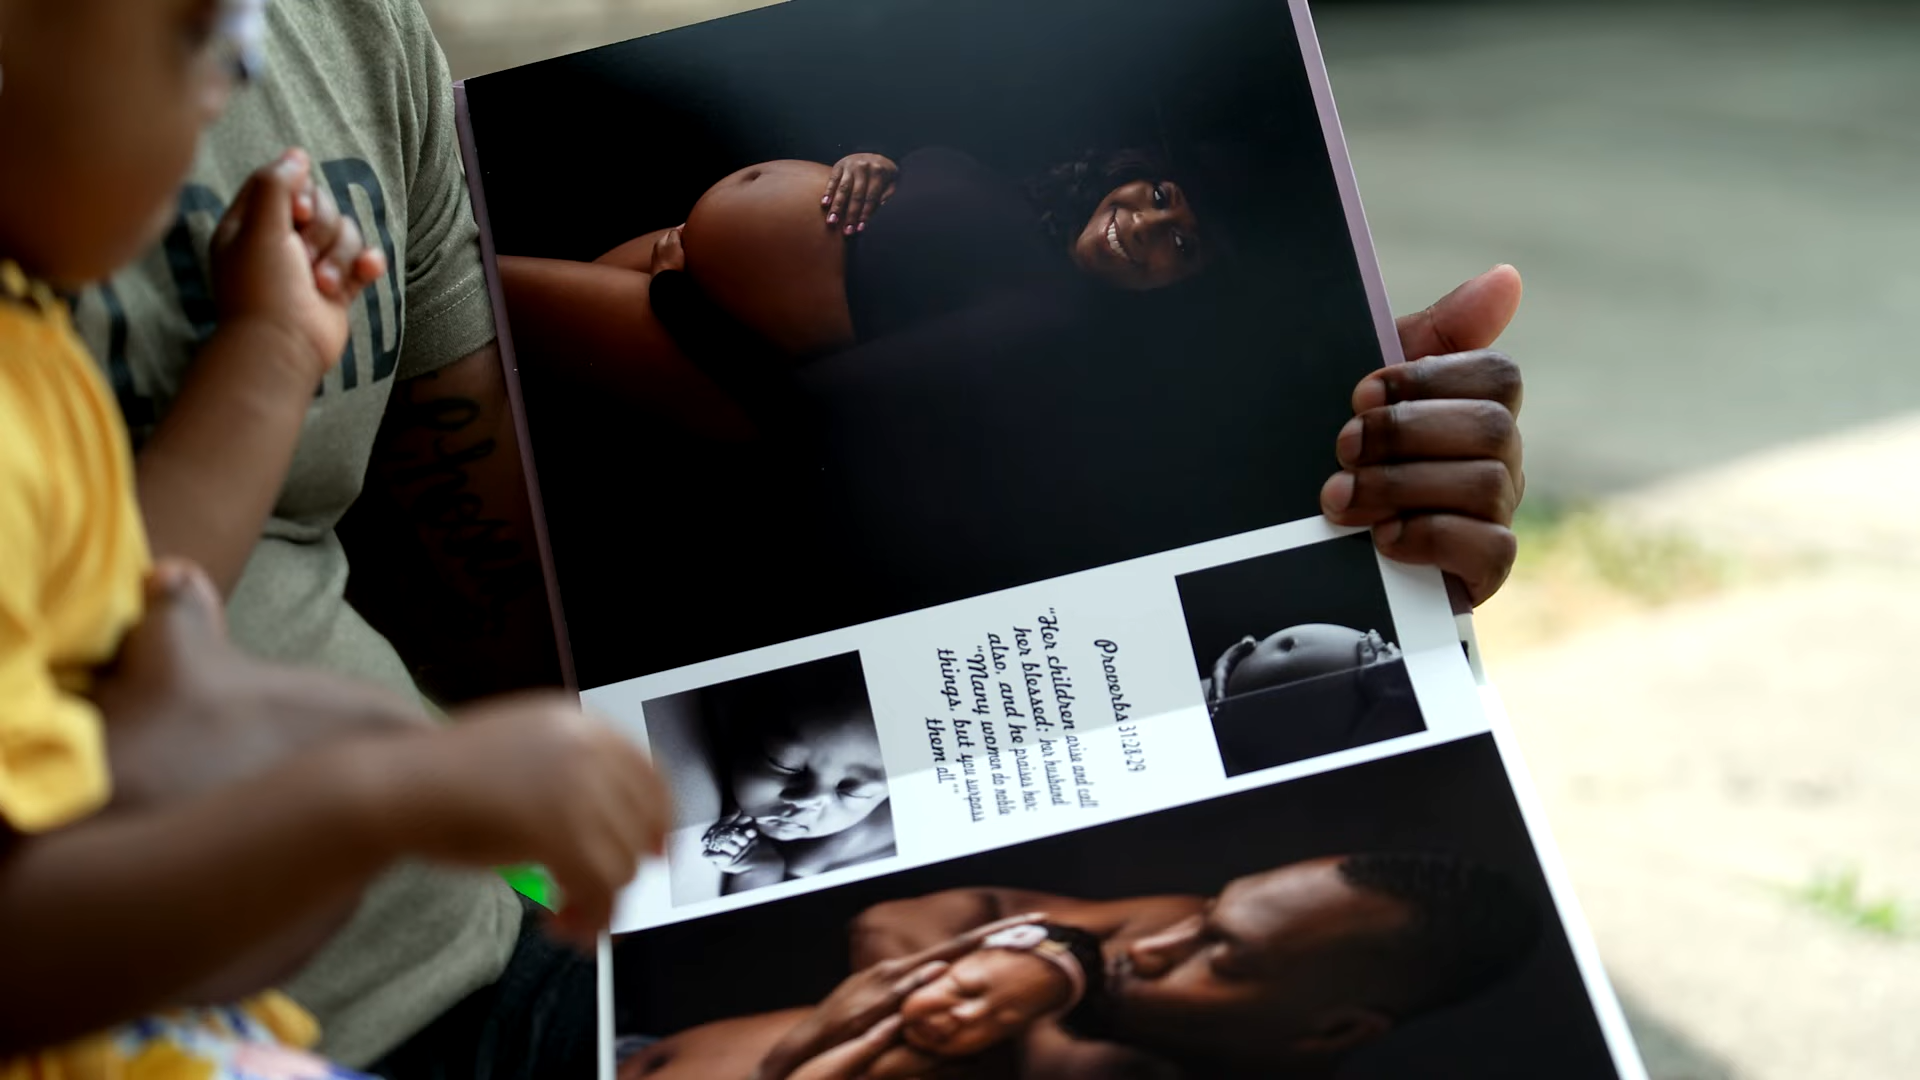 Proverbs 31:28-29
"Her children arise and call
her blessed; her husband
also, and he praises her:
"Many women do noble
things, but you surpass
them all.""